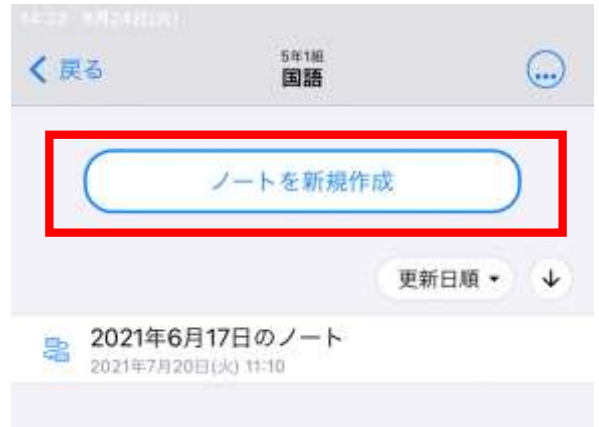 戻る
5年1組
国語
ノートを新規作成
更新日順
2021年6月17日のノート
2021年7月20日(火) 11:10